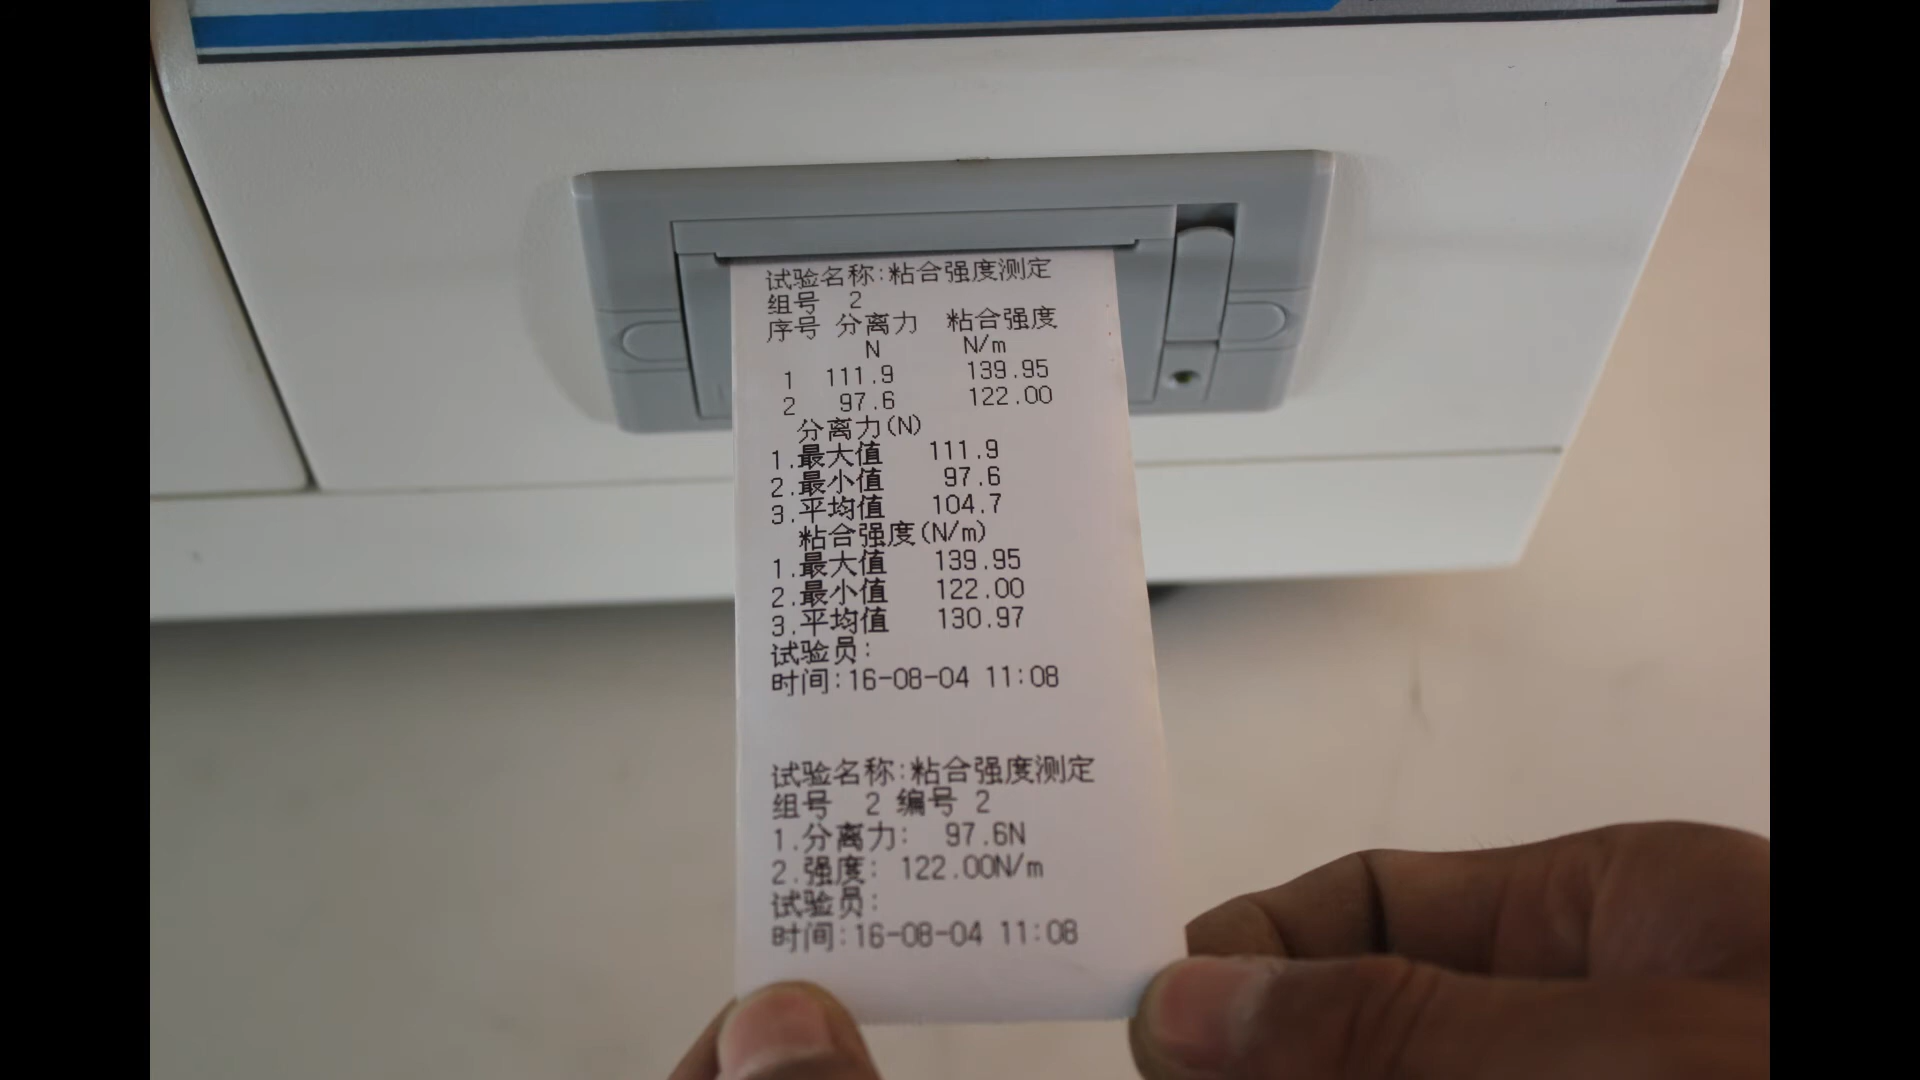 试验名称:粘合强度测定
组号 2
序号 分离力 粘合强度
N N/m
1 111.9 139.95
2 97.6 122.00
分离力(N)
1.最大值 111.9
2.最小值 97.6
3.平均值 104.7
粘合强度(N/m)
1.最大值 139.95
2.最小值 122.00
3.平均值 130.97
试验员:
时间:16-08-04 11:08
试验名称:粘合强度测定
组号 2 编号 2
1.分离力: 97.6N
2.强度: 122.00N/m
试验员:
时间:16-08-04 11:08